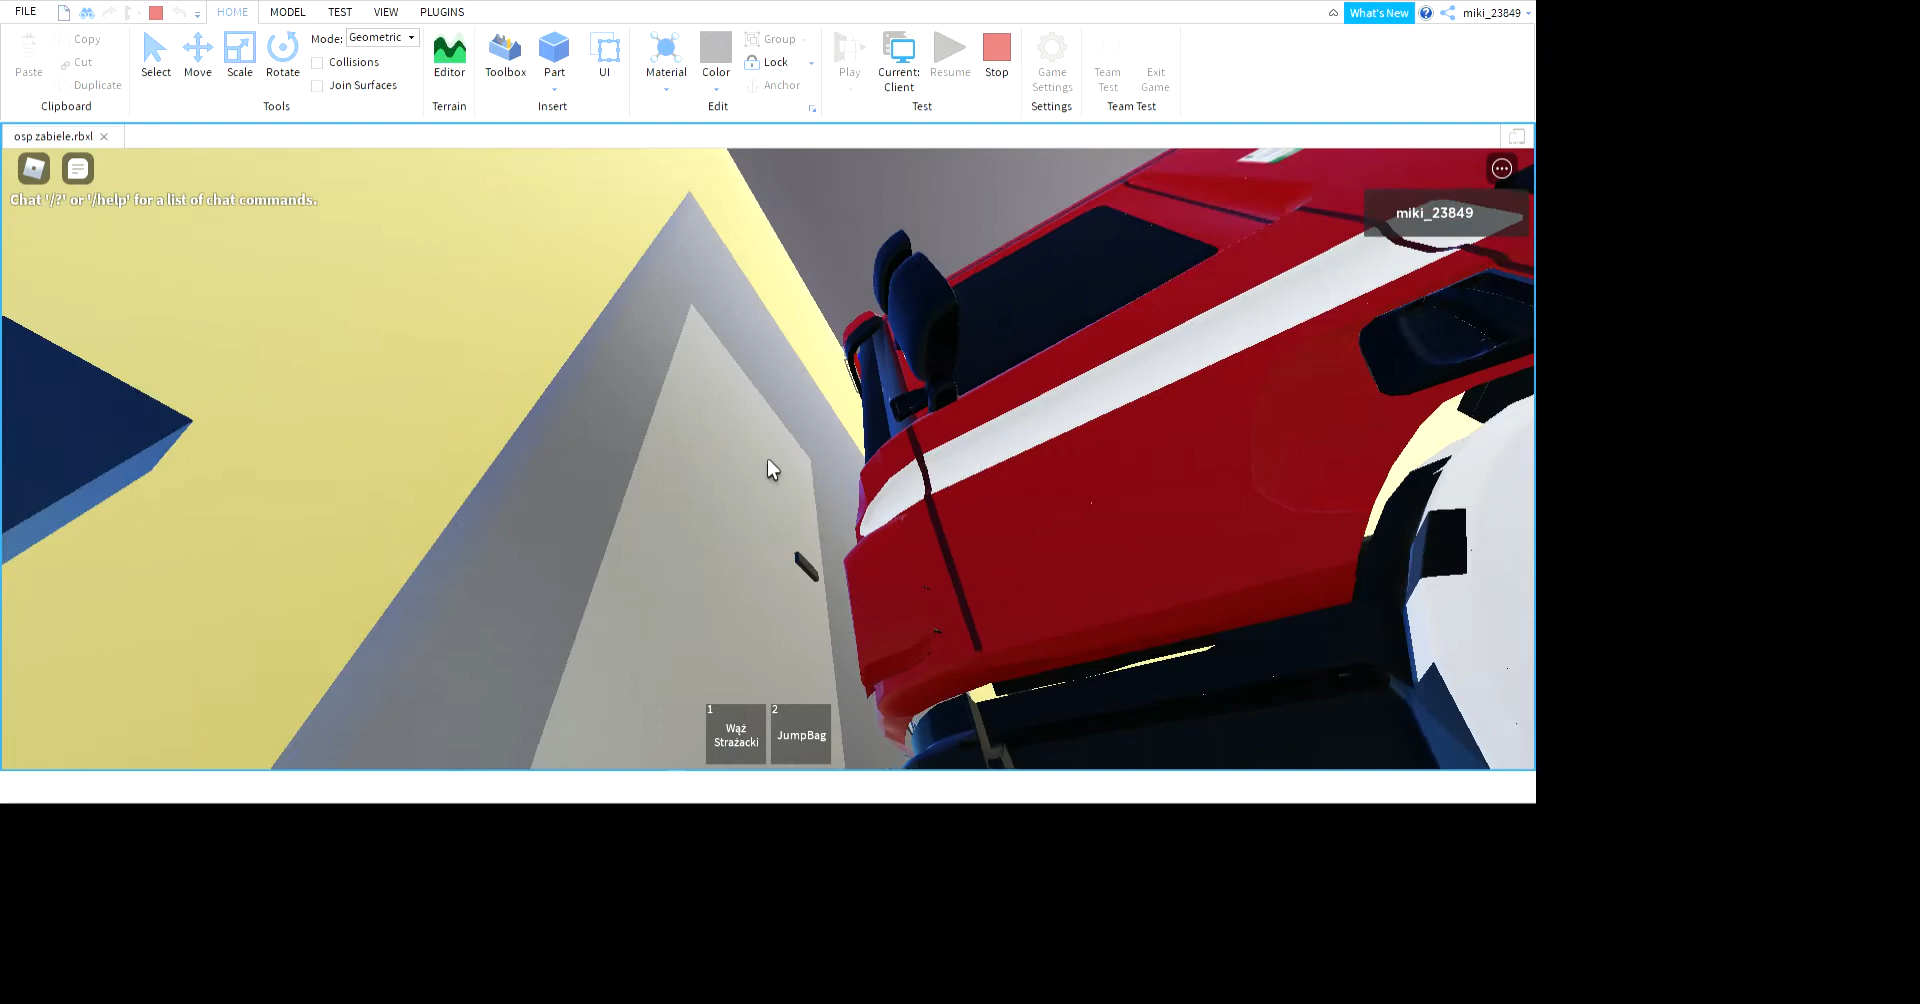 FILE HOME MODEL TEST VIEW PLUGINS What's New miki_23849
Paste Copy Cut Duplicate
Clipboard
Select Move Scale Rotate Mode: Geometric Collisions Join Surfaces
Tools
Editor
Terrain
Toolbox Part UI
Insert
Material Color Group Lock Anchor
Edit
Play Current: Client Resume Stop
Test
Game Settings
Settings
Team Test Exit Game
Team Test
osp zabiele.rbxl
Chat '/?' or '/help' for a list of chat commands.
miki_23849
1
Wąż
Strażacki
2
JumpBag